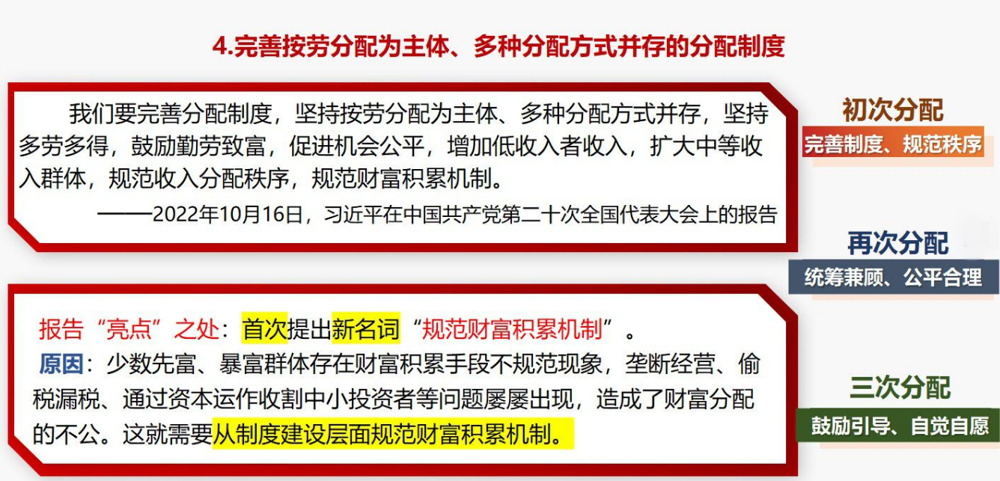 4.完善按劳分配为主体、多种分配方式并存的分配制度
我们要完善分配制度，坚持按劳分配为主体、多种分配方式并存，坚持
多劳多得，鼓励勤劳致富，促进机会公平，增加低收入者收入，扩大中等收
入群体，规范收入分配秩序，规范财富积累机制。
——2022年10月16日，习近平在中国共产党第二十次全国代表大会上的报告
报告“亮点”之处：首次提出新名词“规范财富积累机制”。
原因：少数先富、暴富群体存在财富积累手段不规范现象，垄断经营、偷
税漏税、通过资本运作收割中小投资者等问题屡屡出现，造成了财富分配
的不公。这就需要从制度建设层面规范财富积累机制。
初次分配
完善制度、规范秩序
再次分配
统筹兼顾、公平合理
三次分配
鼓励引导、自觉自愿